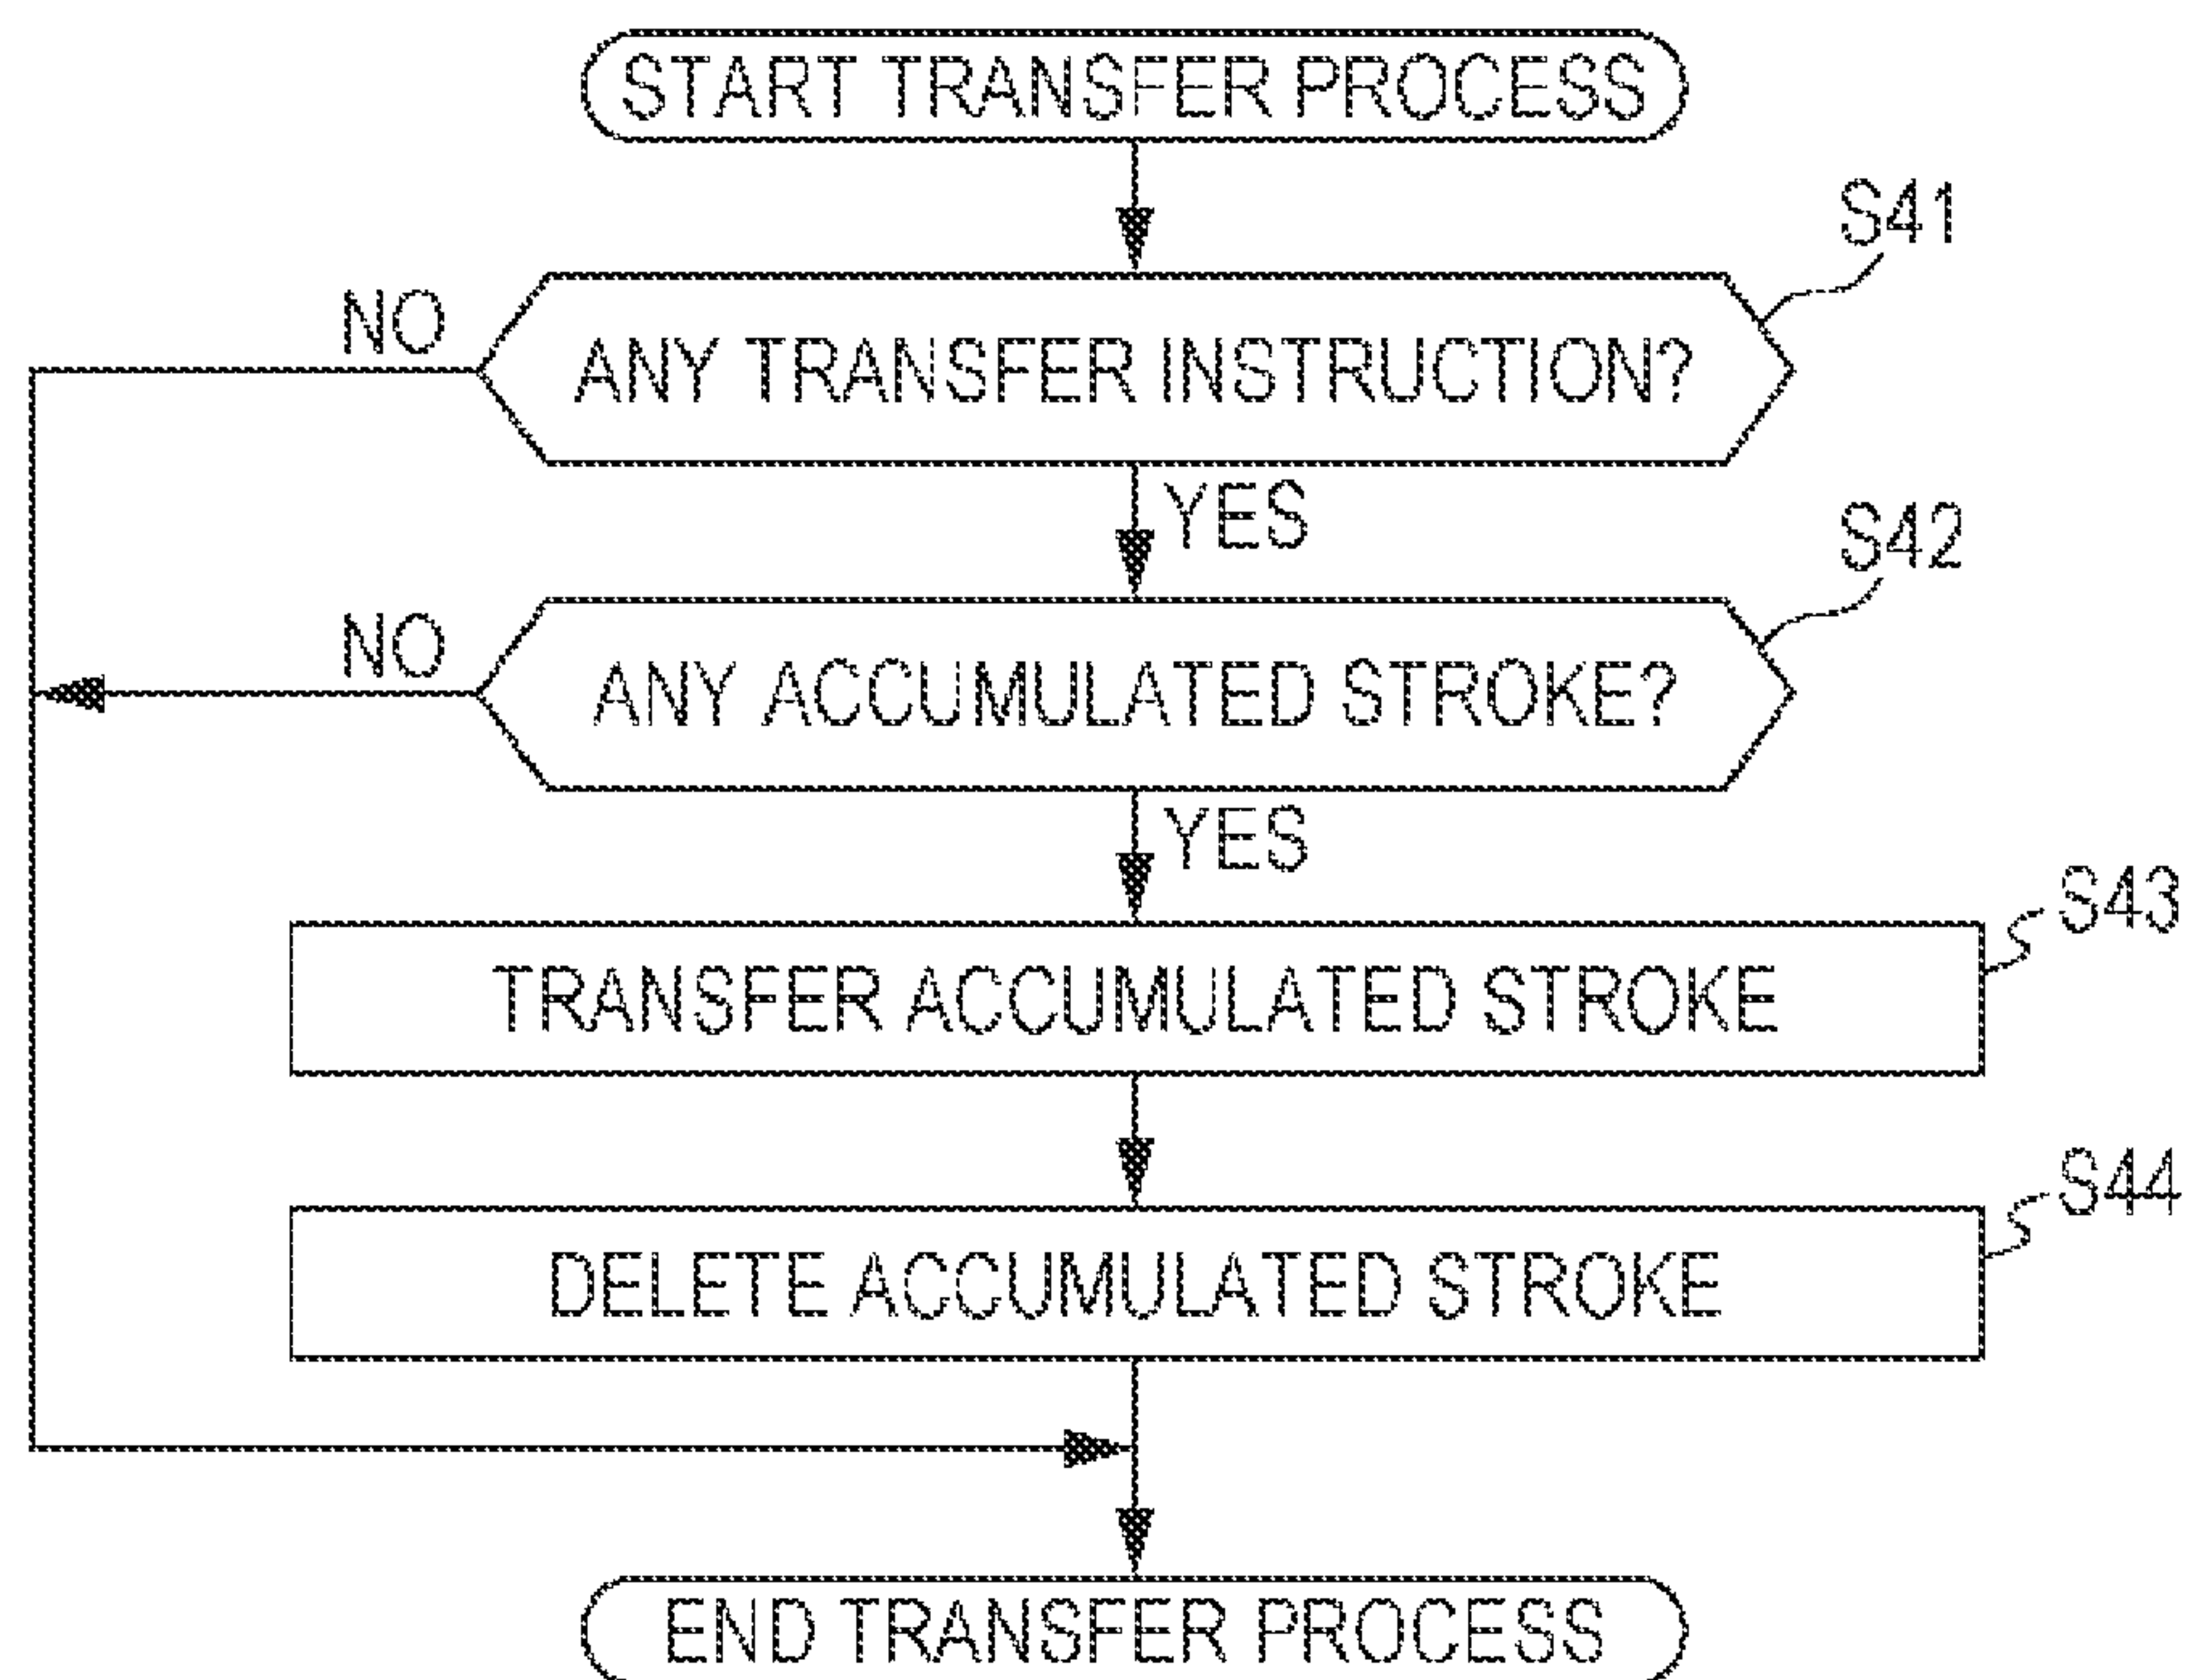 START TRANSFER PROCESS
S41
NO
ANY TRANSFER INSTRUCTION?
YES
S42
NO
ANY ACCUMULATED STROKE?
YES
S43
TRANSFER ACCUMULATED STROKE
S44
DELETE ACCUMULATED STROKE
END TRANSFER PROCESS